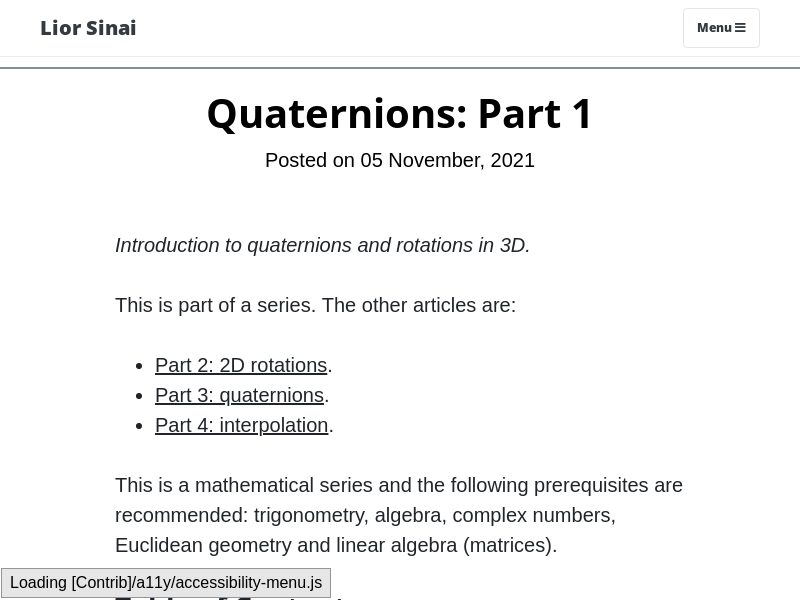 Lior Sinai
Menu ☰
Quaternions: Part 1
Posted on 05 November, 2021
Introduction to quaternions and rotations in 3D.
This is part of a series. The other articles are:
• Part 2: 2D rotations.
• Part 3: quaternions.
• Part 4: interpolation.
This is a mathematical series and the following prerequisites are
recommended: trigonometry, algebra, complex numbers,
Euclidean geometry and linear algebra (matrices).
Loading [Contrib]/a11y/accessibility-menu.js